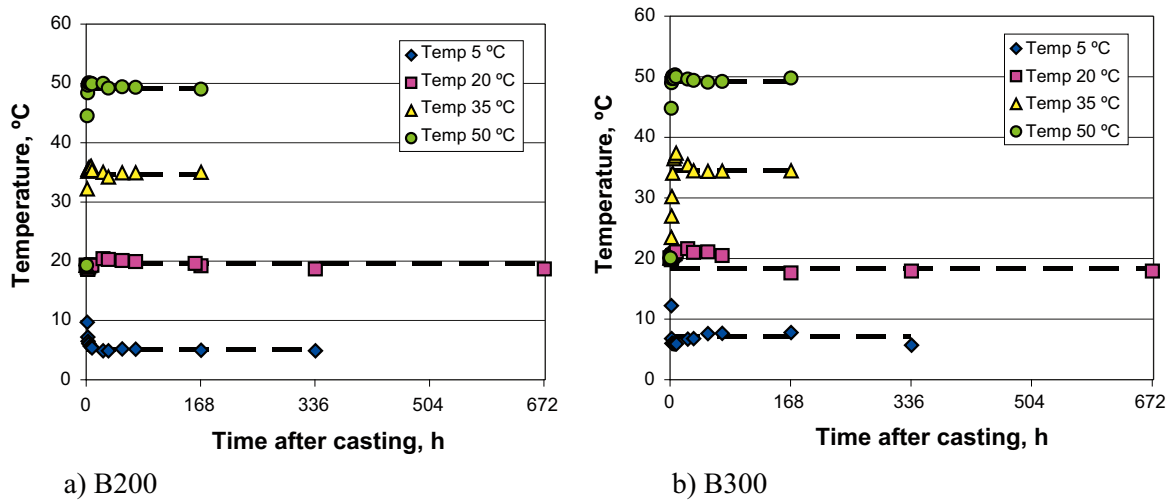 60
50
40
30
20
10
0
Temperature, ºC
Temp 5 ºC
Temp 20 ºC
Temp 35 ºC
Temp 50 ºC
0 168 336 504 672
Time after casting, h
a) B200
60
50
40
30
20
10
0
Temperature, ºC
Temp 5 ºC
Temp 20 ºC
Temp 35 ºC
Temp 50 ºC
0 168 336 504 672
Time after casting, h
b) B300